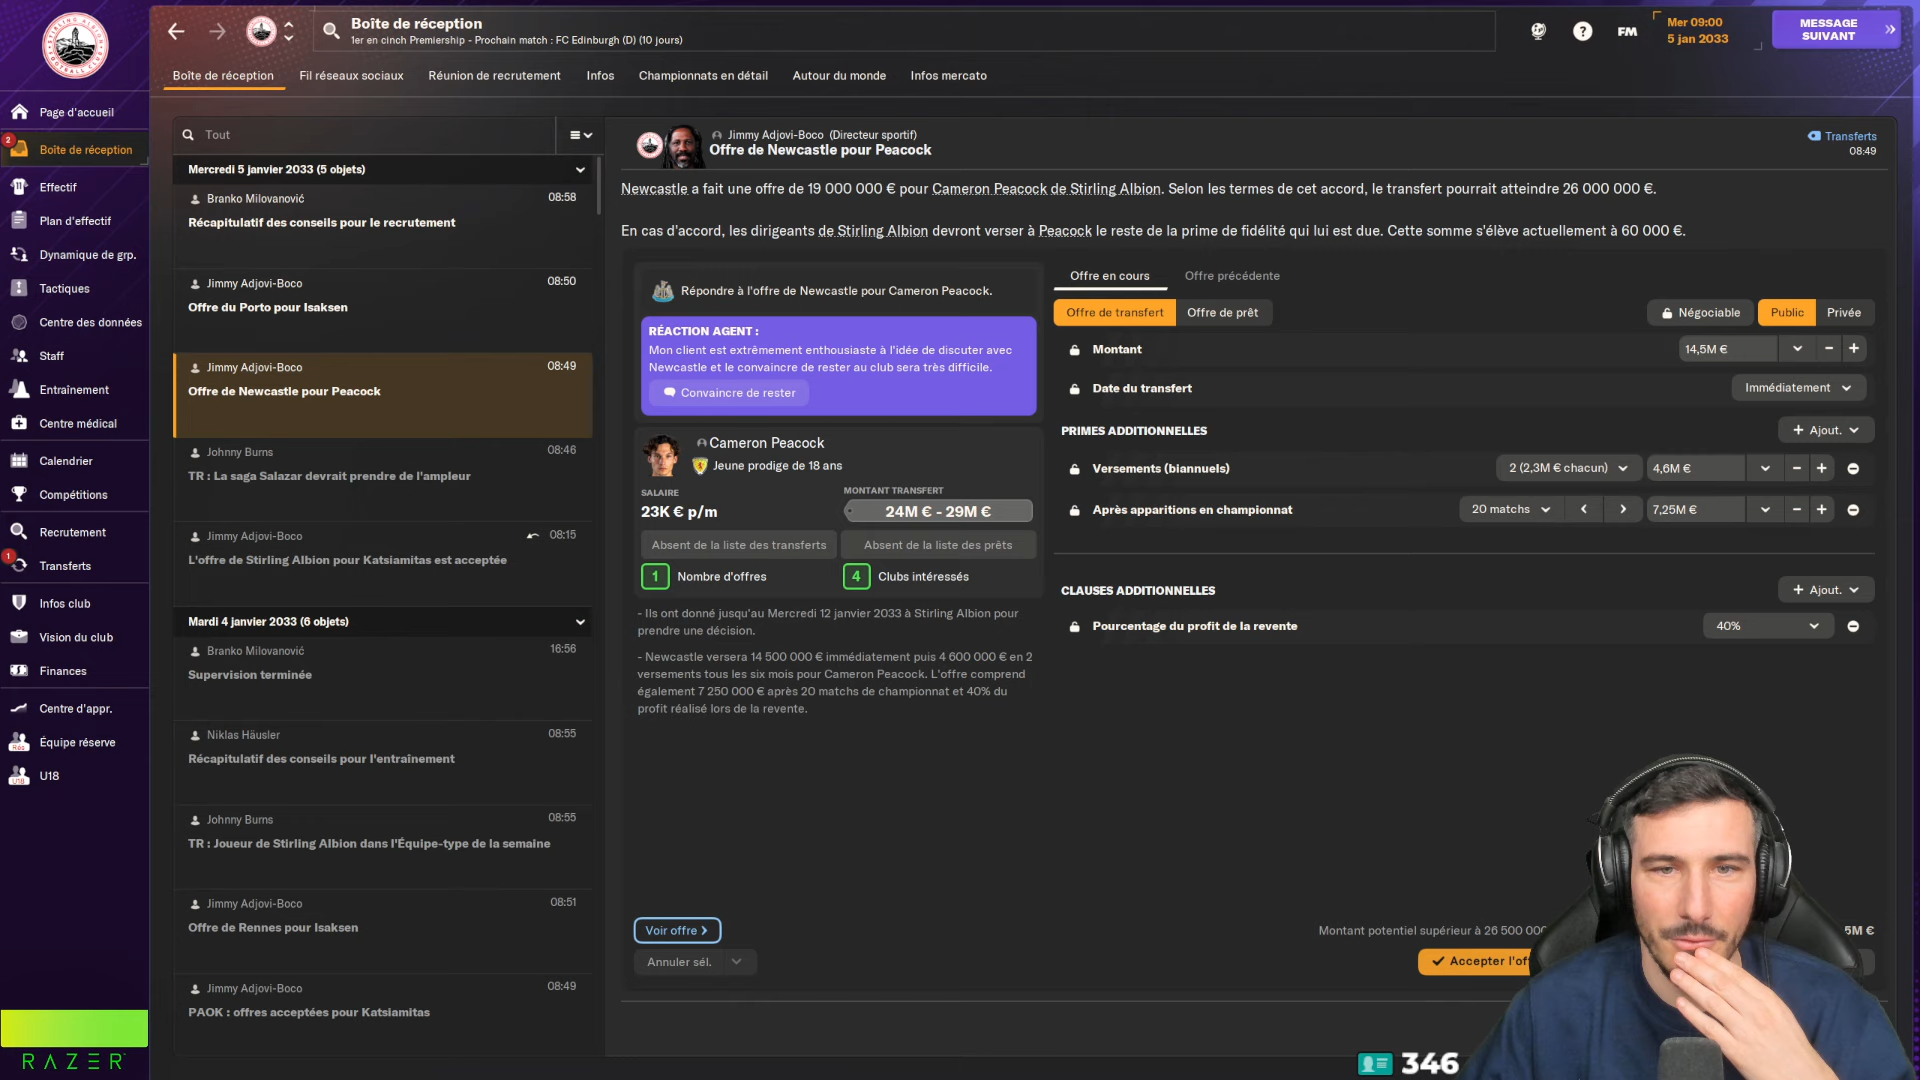 Boîte de réception
1er en cinch Premiership - Prochain match : FC Edinburgh (D) (10 jours)
FM
Mer 09:00
5 jan 2033
MESSAGE
SUIVANT
Boîte de réception
Fil réseaux sociaux
Réunion de recrutement
Infos
Championnats en détail
Autour du monde
Infos mercato
Page d'accueil
2
Boîte de réception
Effectif
Plan d'effectif
Dynamique de grp.
Tactiques
Centre des données
Staff
Entraînement
Centre médical
Calendrier
Compétitions
Recrutement
1
Transferts
Infos club
Vision du club
Finances
Centre d'appr.
Équipe réserve
U18
RAZER
Tout
Mercredi 5 janvier 2033 (5 objets)
Branko Milovanović
08:58
Récapitulatif des conseils pour le recrutement
Jimmy Adjovi-Boco
08:50
Offre du Porto pour Isaksen
Jimmy Adjovi-Boco
08:49
Offre de Newcastle pour Peacock
Johnny Burns
08:46
TR : La saga Salazar devrait prendre de l'ampleur
Jimmy Adjovi-Boco
08:15
L'offre de Stirling Albion pour Katsiamitas est acceptée
Mardi 4 janvier 2033 (6 objets)
Branko Milovanović
16:56
Supervision terminée
Niklas Häusler
08:55
Récapitulatif des conseils pour l'entraînement
Johnny Burns
08:55
TR : Joueur de Stirling Albion dans l'Équipe-type de la semaine
Jimmy Adjovi-Boco
08:51
Offre de Rennes pour Isaksen
Jimmy Adjovi-Boco
08:49
PAOK : offres acceptées pour Katsiamitas
Jimmy Adjovi-Boco (Directeur sportif)
Offre de Newcastle pour Peacock
Transferts
08:49
Newcastle a fait une offre de 19 000 000 € pour Cameron Peacock de Stirling Albion. Selon les termes de cet accord, le transfert pourrait atteindre 26 000 000 €.
En cas d'accord, les dirigeants de Stirling Albion devront verser à Peacock le reste de la prime de fidélité qui lui est due. Cette somme s'élève actuellement à 60 000 €.
Répondre à l'offre de Newcastle pour Cameron Peacock.
RÉACTION AGENT :
Mon client est extrêmement enthousiaste à l'idée de discuter avec
Newcastle et le convaincre de rester au club sera très difficile.
Convaincre de rester
Cameron Peacock
Jeune prodige de 18 ans
SALAIRE
MONTANT TRANSFERT
23K € p/m
24M € - 29M €
Absent de la liste des transferts
Absent de la liste des prêts
1
Nombre d'offres
4
Clubs intéressés
- Ils ont donné jusqu'au Mercredi 12 janvier 2033 à Stirling Albion pour
prendre une décision.
- Newcastle versera 14 500 000 € immédiatement puis 4 600 000 € en 2
versements tous les six mois pour Cameron Peacock. L'offre comprend
également 7 250 000 € après 20 matchs de championnat et 40% du
profit réalisé lors de la revente.
Voir offre
Annuler sél.
Offre en cours
Offre précédente
Offre de transfert
Offre de prêt
Négociable
Public
Privée
Montant
14,5M €
Date du transfert
Immédiatement
PRIMES ADDITIONNELLES
+ Ajout.
Versements (biannuels)
2 (2,3M € chacun)
4,6M €
Après apparitions en championnat
20 matchs
7,25M €
CLAUSES ADDITIONNELLES
+ Ajout.
Pourcentage du profit de la revente
40%
Montant potentiel supérieur à 26 500 000
5M €
Accepter l'off
346